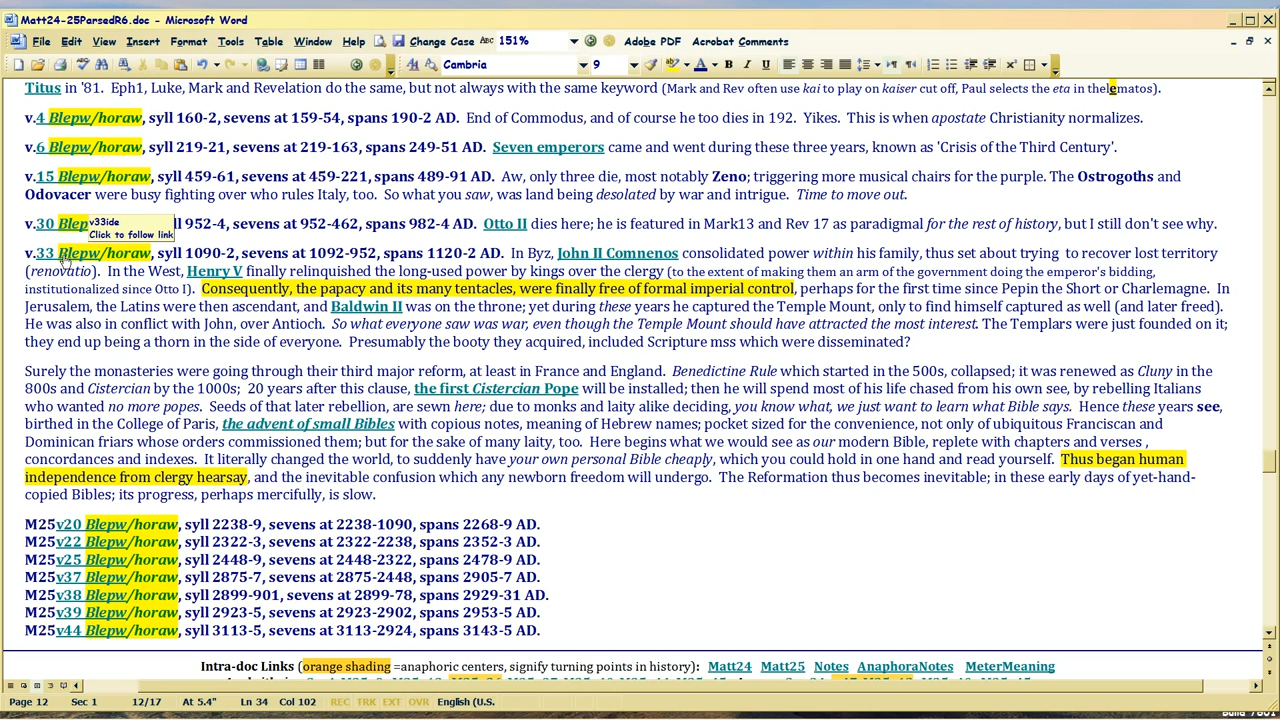 Matt24-25ParsedR6.doc - Microsoft Word
File Edit View Insert Format Tools Table Window Help Change Case ABC 151% Adobe PDF Acrobat Comments
Cambria 9 B I U
Titus in '81. Eph1, Luke, Mark and Revelation do the same, but not always with the same keyword (Mark and Rev often use kai to play on kaiser cut off, Paul selects the eta in thelematos).
v.4 Blepw/horaw, syll 160-2, sevens at 159-54, spans 190-2 AD. End of Commodus, and of course he too dies in 192. Yikes. This is when apostate Christianity normalizes.
v.6 Blepw/horaw, syll 219-21, sevens at 219-163, spans 249-51 AD. Seven emperors came and went during these three years, known as 'Crisis of the Third Century'.
v.15 Blepw/horaw, syll 459-61, sevens at 459-221, spans 489-91 AD. Aw, only three die, most notably Zeno; triggering more musical chairs for the purple. The Ostrogoths and
Odovacer were busy fighting over who rules Italy, too. So what you saw, was land being desolated by war and intrigue. Time to move out.
v.30 Blep ll 952-4, sevens at 952-462, spans 982-4 AD. Otto II dies here; he is featured in Mark13 and Rev 17 as paradigmal for the rest of history, but I still don't see why.
v33ide
Click to follow link
v.33 Blepw/horaw, syll 1090-2, sevens at 1092-952, spans 1120-2 AD. In Byz, John II Comnenos consolidated power within his family, thus set about trying to recover lost territory
(renovatio). In the West, Henry V finally relinquished the long-used power by kings over the clergy (to the extent of making them an arm of the government doing the emperor's bidding,
institutionalized since Otto I). Consequently, the papacy and its many tentacles, were finally free of formal imperial control, perhaps for the first time since Pepin the Short or Charlemagne. In
Jerusalem, the Latins were then ascendant, and Baldwin II was on the throne; yet during these years he captured the Temple Mount, only to find himself captured as well (and later freed).
He was also in conflict with John, over Antioch. So what everyone saw was war, even though the Temple Mount should have attracted the most interest. The Templars were just founded on it;
they end up being a thorn in the side of everyone. Presumably the booty they acquired, included Scripture mss which were disseminated?
Surely the monasteries were going through their third major reform, at least in France and England. Benedictine Rule which started in the 500s, collapsed; it was renewed as Cluny in the
800s and Cistercian by the 1000s; 20 years after this clause, the first Cistercian Pope will be installed; then he will spend most of his life chased from his own see, by rebelling Italians
who wanted no more popes. Seeds of that later rebellion, are sewn here; due to monks and laity alike deciding, you know what, we just want to learn what Bible says. Hence these years see,
birthed in the College of Paris, the advent of small Bibles with copious notes, meaning of Hebrew names; pocket sized for the convenience, not only of ubiquitous Franciscan and
Dominican friars whose orders commissioned them; but for the sake of many laity, too. Here begins what we would see as our modern Bible, replete with chapters and verses ,
concordances and indexes. It literally changed the world, to suddenly have your own personal Bible cheaply, which you could hold in one hand and read yourself. Thus began human
independence from clergy hearsay, and the inevitable confusion which any newborn freedom will undergo. The Reformation thus becomes inevitable; in these early days of yet-hand-
copied Bibles; its progress, perhaps mercifully, is slow.
M25v20 Blepw/horaw, syll 2238-9, sevens at 2238-1090, spans 2268-9 AD.
M25v22 Blepw/horaw, syll 2322-3, sevens at 2322-2238, spans 2352-3 AD.
M25v25 Blepw/horaw, syll 2448-9, sevens at 2448-2322, spans 2478-9 AD.
M25v37 Blepw/horaw, syll 2875-7, sevens at 2875-2448, spans 2905-7 AD.
M25v38 Blepw/horaw, syll 2899-901, sevens at 2899-78, spans 2929-31 AD.
M25v39 Blepw/horaw, syll 2923-5, sevens at 2923-2902, spans 2953-5 AD.
M25v44 Blepw/horaw, syll 3113-5, sevens at 3113-2924, spans 3143-5 AD.
Intra-doc Links (orange shading =anaphoric centers, signify turning points in history): Matt24 Matt25 Notes AnaphoraNotes MeterMeaning
Page 12 Sec 1 12/17 At 5.4" Ln 34 Col 102 REC TRK EXT OVR English (U.S.